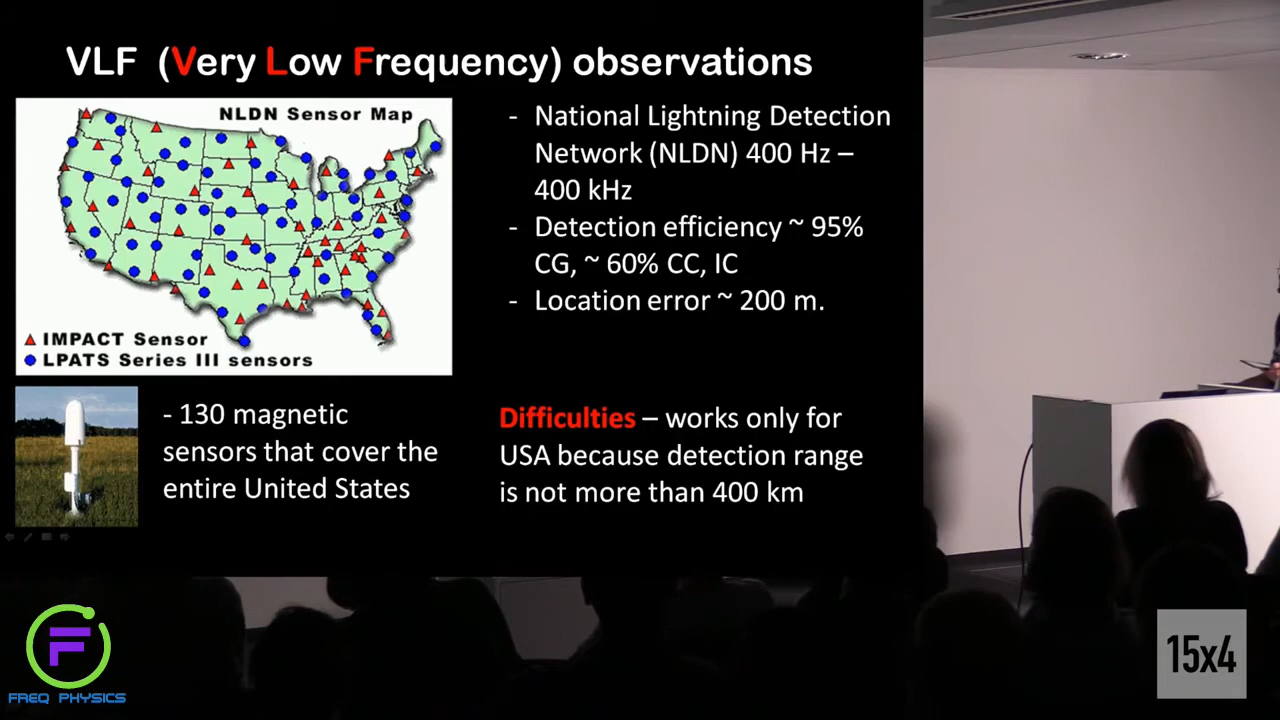 VLF (Very Low Frequency) observations
NLDN Sensor Map
IMPACT Sensor
LPATS Series III sensors
- National Lightning Detection
Network (NLDN) 400 Hz –
400 kHz
- Detection efficiency ~ 95%
CG, ~ 60% CC, IC
- Location error ~ 200 m.
- 130 magnetic
sensors that cover the
entire United States
Difficulties – works only for
USA because detection range
is not more than 400 km
F
FREQ PHYSICS
15x4